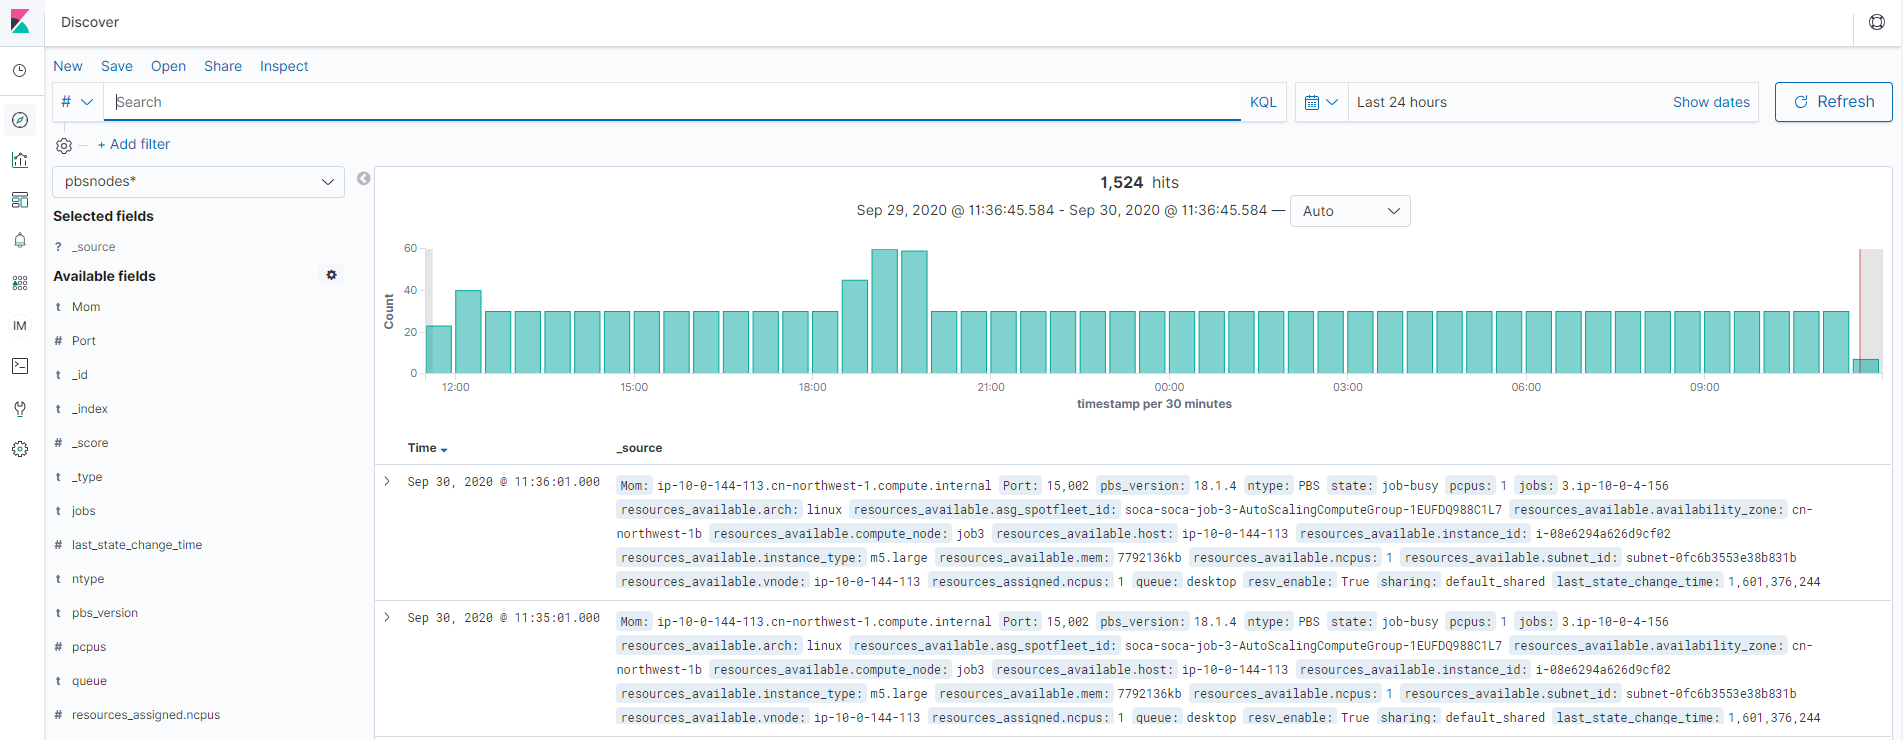 Discover
New Save Open Share Inspect
# Search KQL Last 24 hours Show dates Refresh
+ Add filter
pbsnodes*
Selected fields
? _source
Available fields
t Mom
# Port
t _id
t _index
# _score
t _type
t jobs
# last_state_change_time
t ntype
t pbs_version
# pcpus
t queue
# resources_assigned.ncpus
IM
1,524 hits
Sep 29, 2020 @ 11:36:45.584 - Sep 30, 2020 @ 11:36:45.584 — Auto
60
40
20
0
Count
12:00 15:00 18:00 21:00 00:00 03:00 06:00 09:00
timestamp per 30 minutes
Time _source
Sep 30, 2020 @ 11:36:01.000 Mom: ip-10-0-144-113.cn-northwest-1.compute.internal Port: 15,002 pbs_version: 18.1.4 ntype: PBS state: job-busy pcpus: 1 jobs: 3.ip-10-0-4-156
resources_available.arch: linux resources_available.asg_spotfleet_id: soca-soca-job-3-AutoScalingComputeGroup-1EUFDQ988C1L7 resources_available.availability_zone: cn-
northwest-1b resources_available.compute_node: job3 resources_available.host: ip-10-0-144-113 resources_available.instance_id: i-08e6294a626d9cf02
resources_available.instance_type: m5.large resources_available.mem: 7792136kb resources_available.ncpus: 1 resources_available.subnet_id: subnet-0fc6b3553e38b831b
resources_available.vnode: ip-10-0-144-113 resources_assigned.ncpus: 1 queue: desktop resv_enable: True sharing: default_shared last_state_change_time: 1,601,376,244
Sep 30, 2020 @ 11:35:01.000 Mom: ip-10-0-144-113.cn-northwest-1.compute.internal Port: 15,002 pbs_version: 18.1.4 ntype: PBS state: job-busy pcpus: 1 jobs: 3.ip-10-0-4-156
resources_available.arch: linux resources_available.asg_spotfleet_id: soca-soca-job-3-AutoScalingComputeGroup-1EUFDQ988C1L7 resources_available.availability_zone: cn-
northwest-1b resources_available.compute_node: job3 resources_available.host: ip-10-0-144-113 resources_available.instance_id: i-08e6294a626d9cf02
resources_available.instance_type: m5.large resources_available.mem: 7792136kb resources_available.ncpus: 1 resources_available.subnet_id: subnet-0fc6b3553e38b831b
resources_available.vnode: ip-10-0-144-113 resources_assigned.ncpus: 1 queue: desktop resv_enable: True sharing: default_shared last_state_change_time: 1,601,376,244